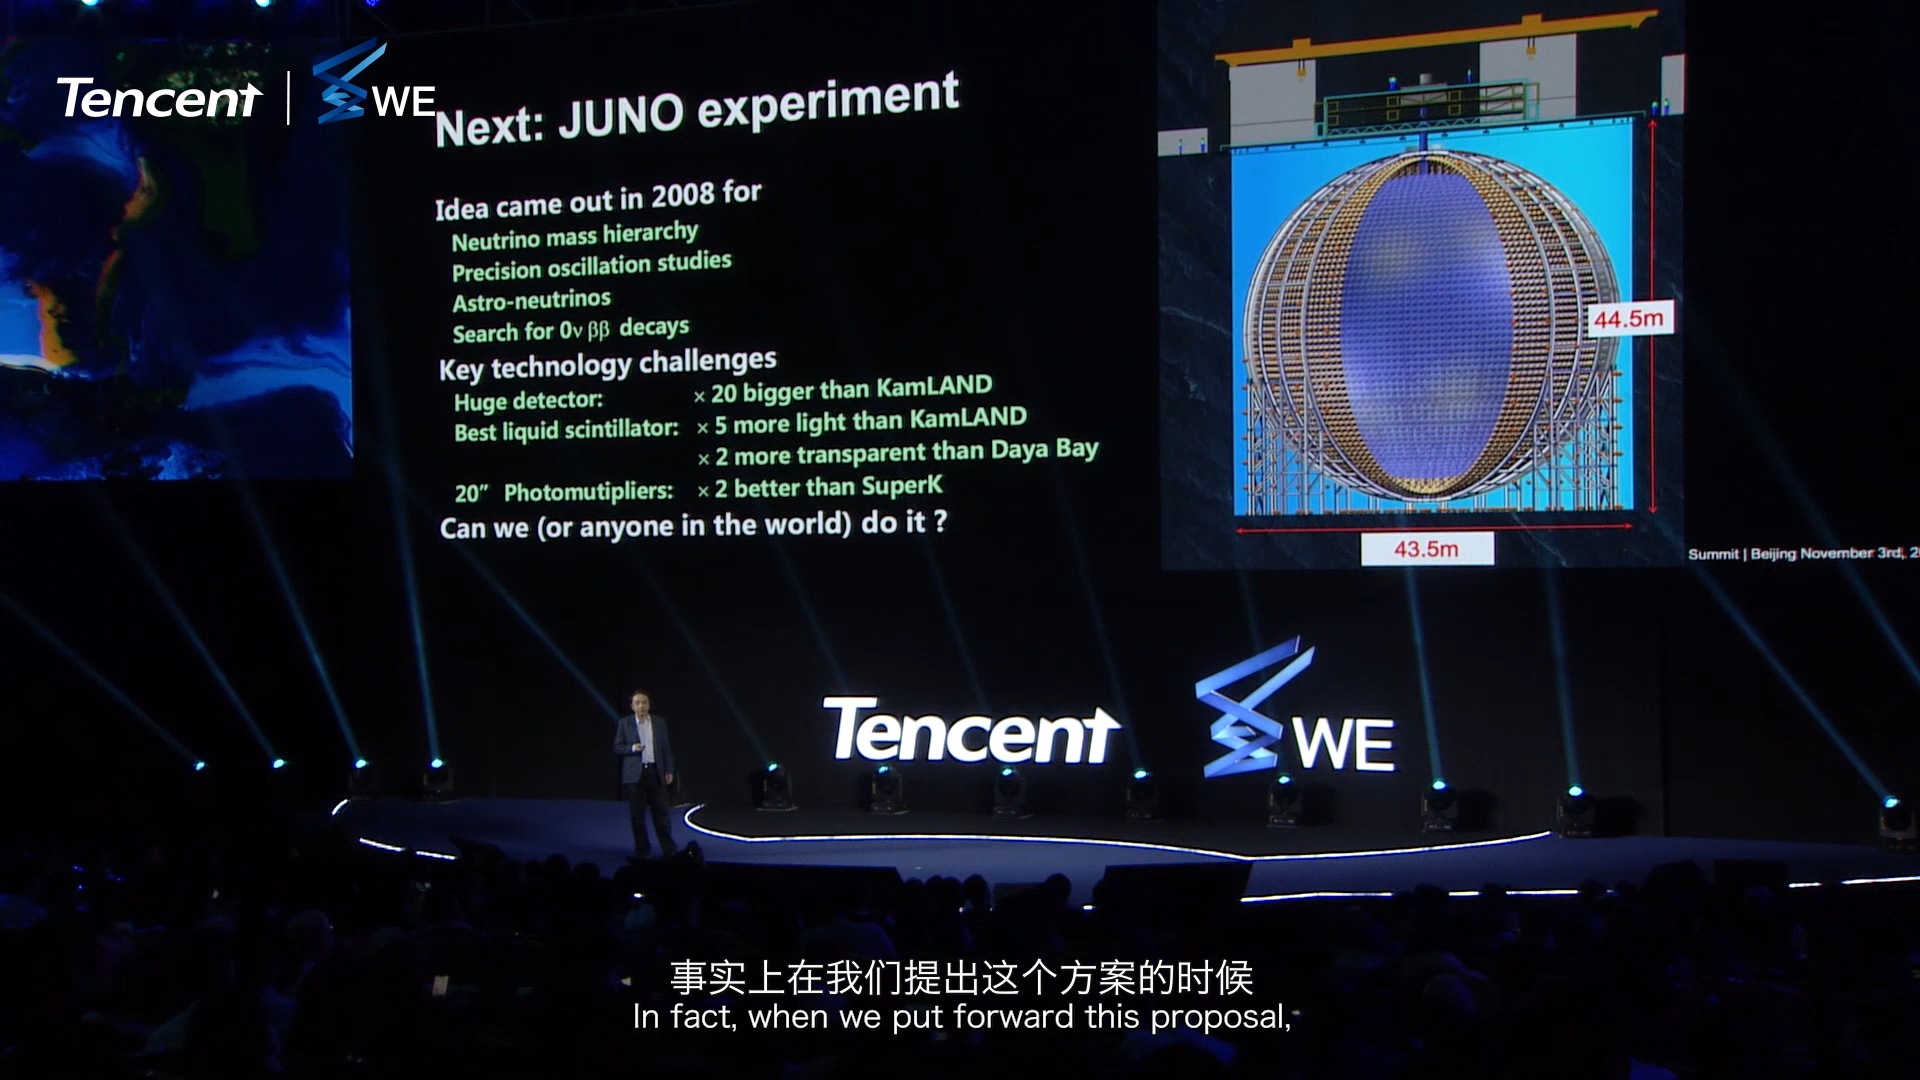 Tencent WE
Next: JUNO experiment
Idea came out in 2008 for
Neutrino mass hierarchy
Precision oscillation studies
Astro-neutrinos
Search for 0ν ββ decays
Key technology challenges
Huge detector: × 20 bigger than KamLAND
Best liquid scintillator: × 5 more light than KamLAND
× 2 more transparent than Daya Bay
20” Photomutipliers: × 2 better than SuperK
Can we (or anyone in the world) do it ?
44.5m
43.5m
Summit | Beijing November 3rd, 2
Tencent WE
事实上在我们提出这个方案的时候
In fact, when we put forward this proposal,